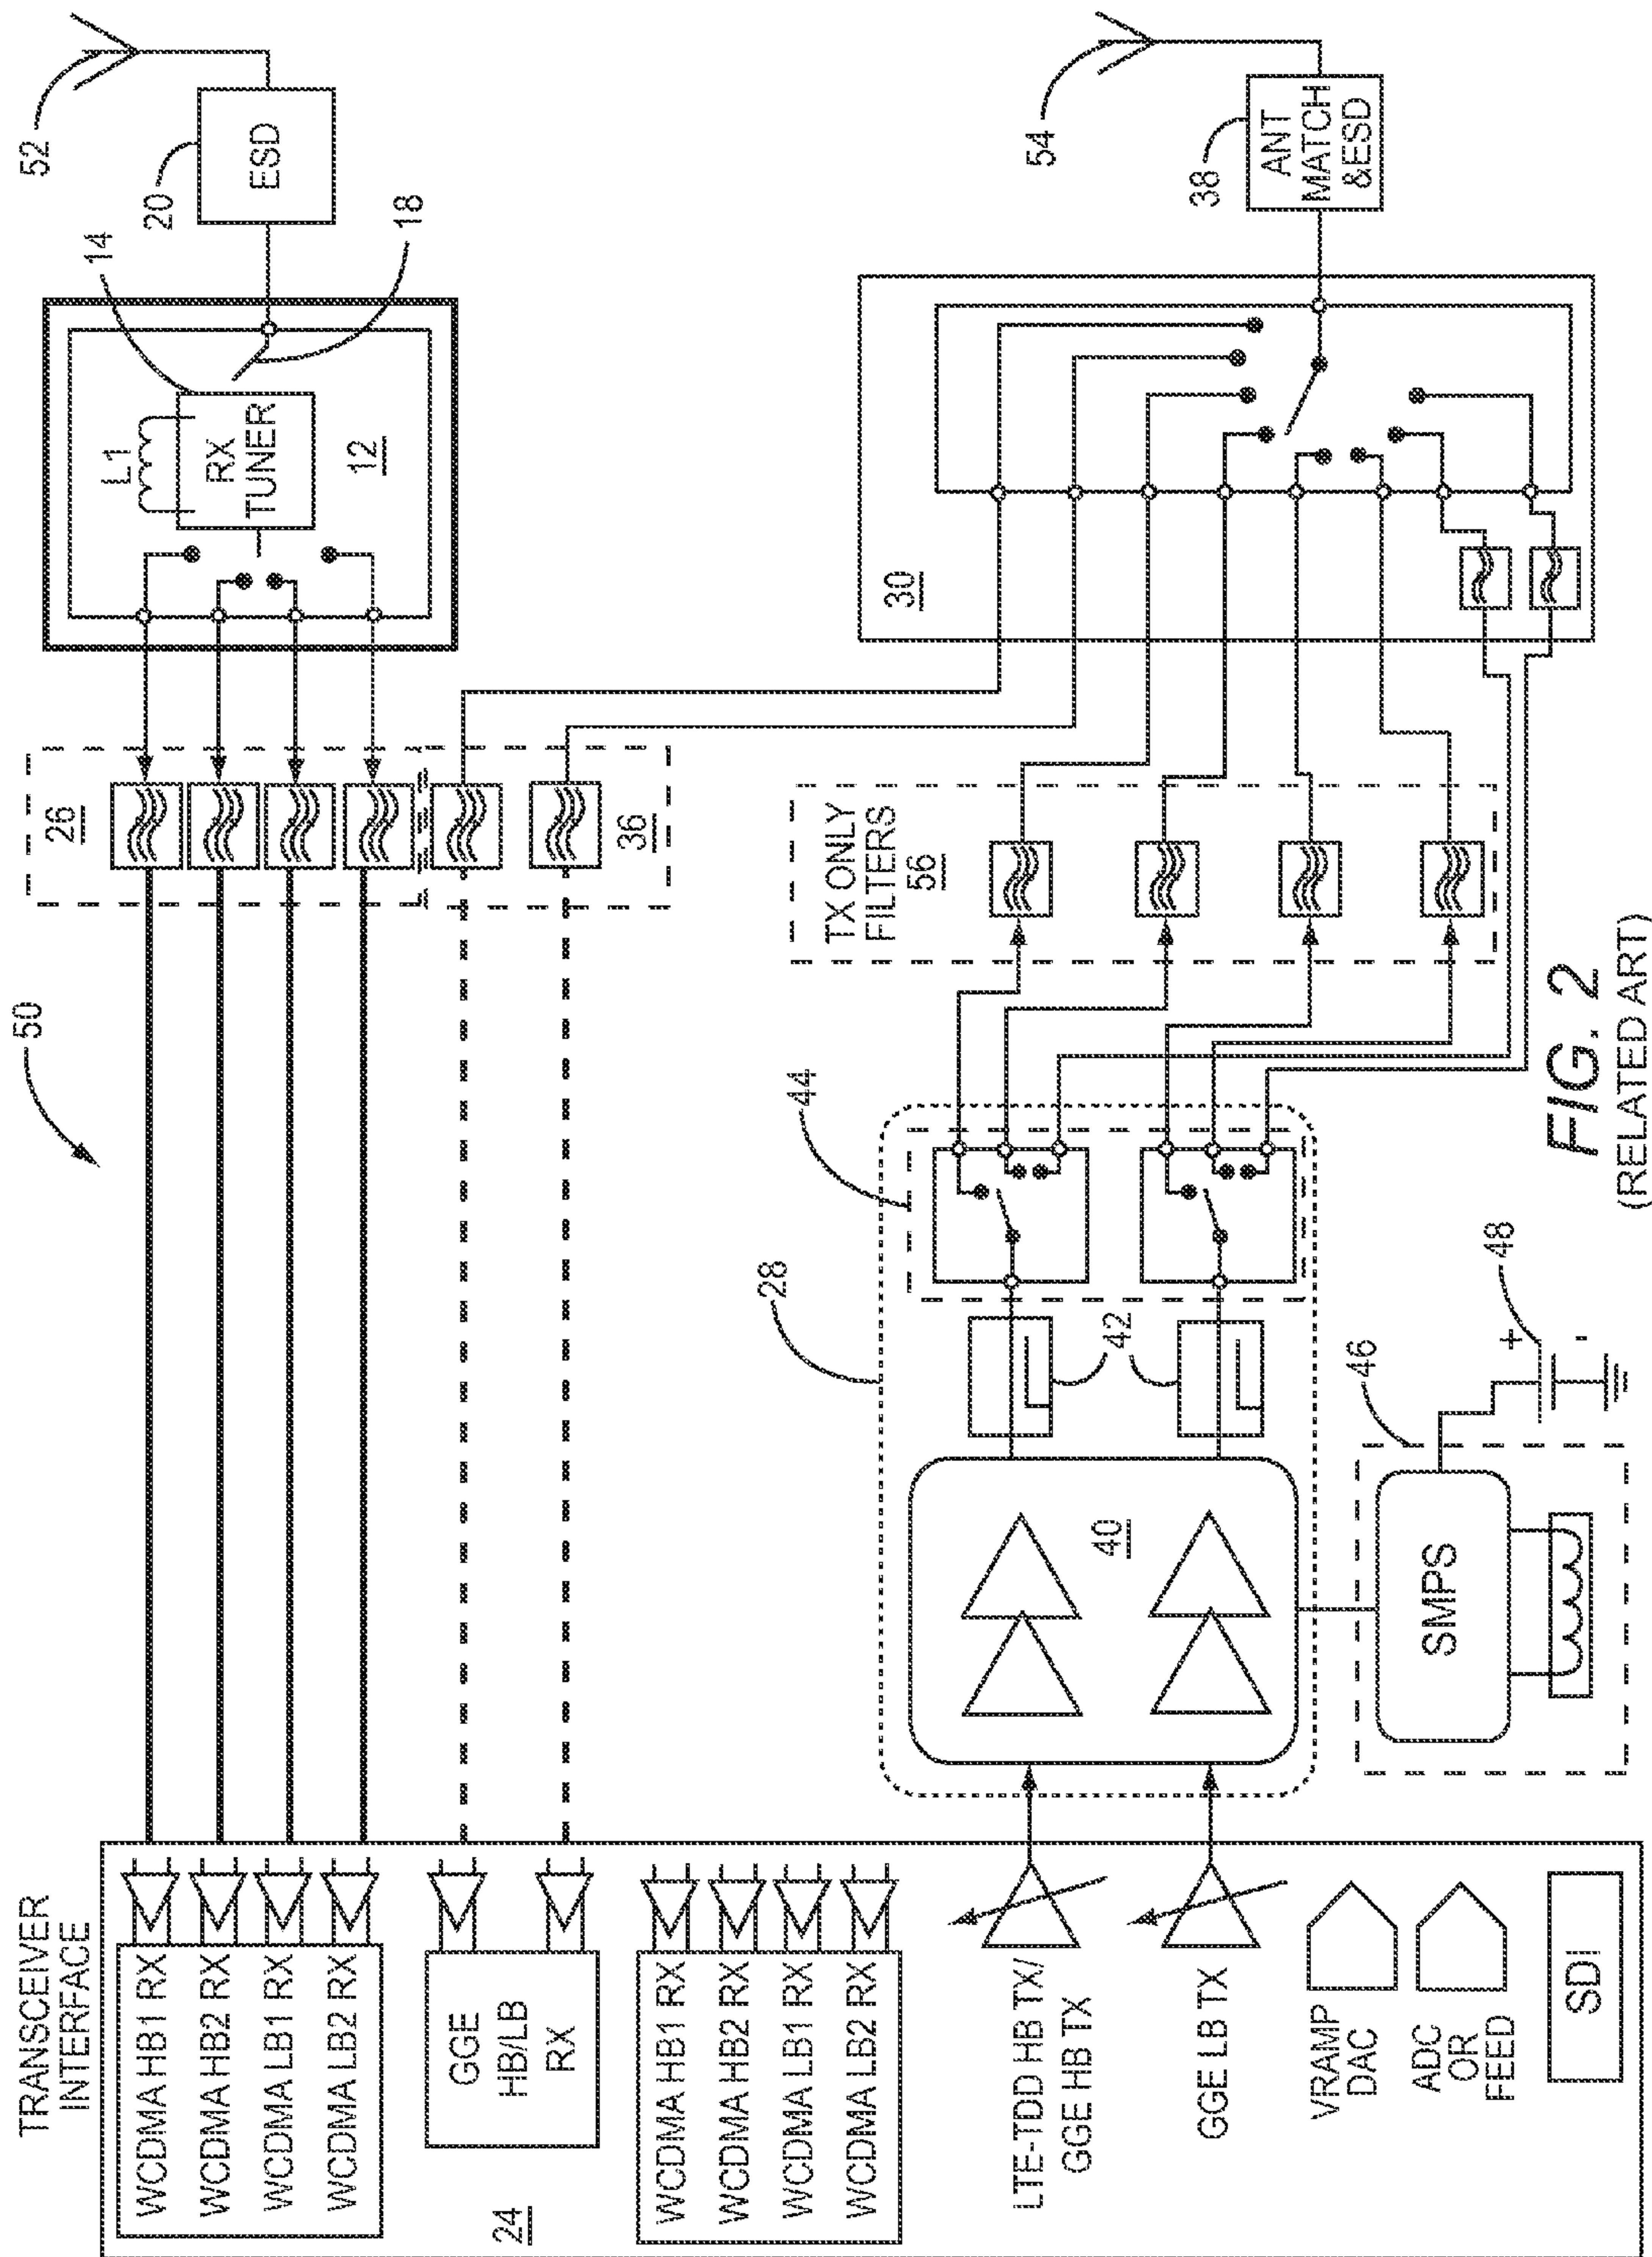 TRANSCEIVER
INTERFACE
WCDMA HB1 RX
WCDMA HB2 RX
WCDMA LB1 RX
WCDMA LB2 RX
GGE
HB/LB
RX
24
WCDMA HB1 RX
WCDMA HB2 RX
WCDMA LB1 RX
WCDMA LB2 RX
LTE-TDD HB TX/
GGE HB TX
GGE LB TX
VRAMP
DAC
ADC
OR
FEED
SDI
50
26
36
L1
RX
TUNER
12
14
18
20
ESD
52
28
40
42
44
46
SMPS
48
+
-
TX ONLY
FILTERS
56
30
38
ANT
MATCH
&ESD
54
FIG. 2
(RELATED ART)